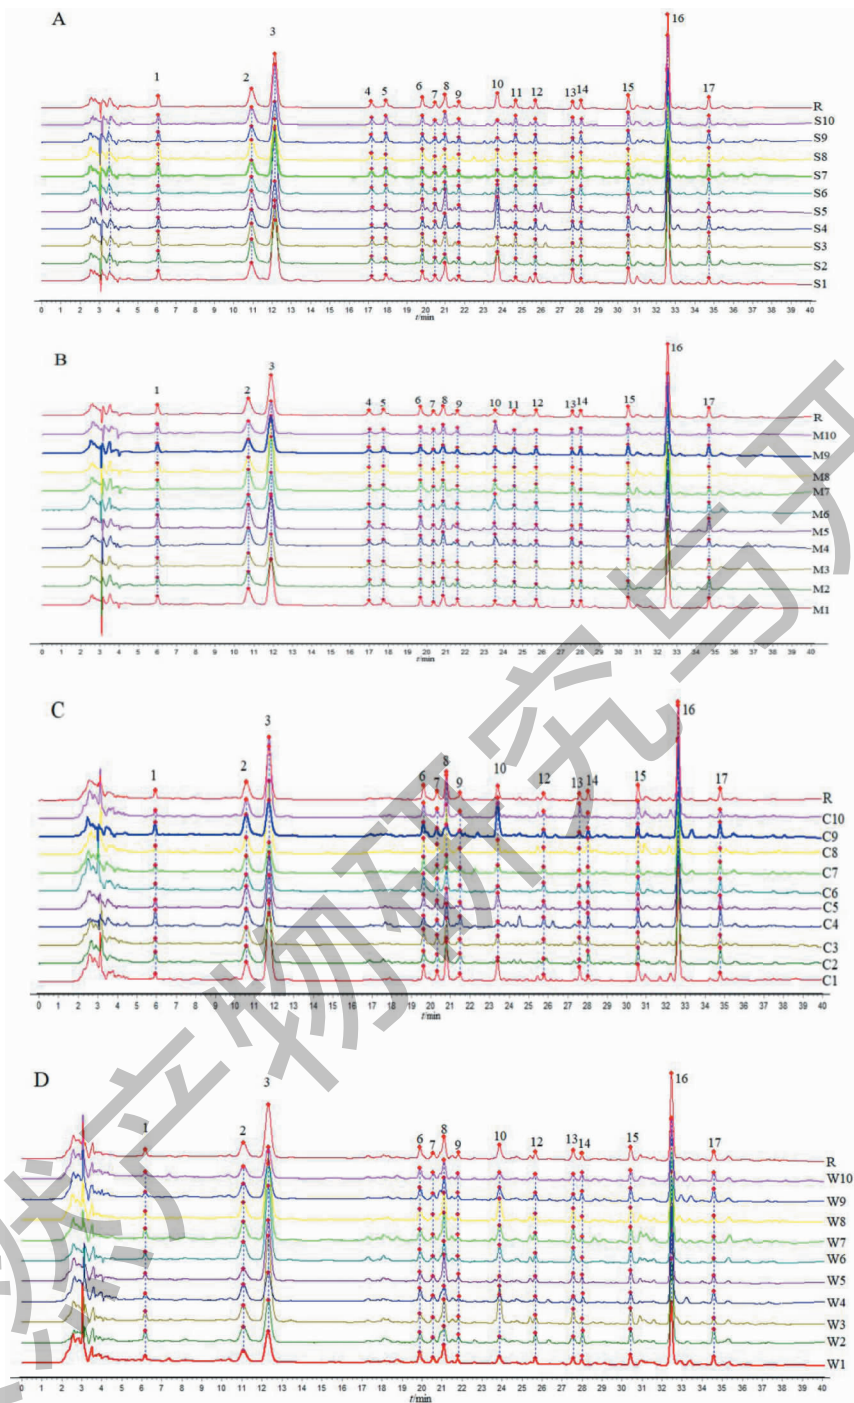 A
1 2 3 4 5 6 7 8 9 10 11 12 13 14 15 16 17
R
S10
S9
S8
S7
S6
S5
S4
S3
S2
S1
0 1 2 3 4 5 6 7 8 9 10 11 12 13 14 15 16 17 18 19 20 21 22 23 24 25 26 27 28 29 30 31 32 33 34 35 36 37 38 39 40
t/min
B
1 2 3 4 5 6 7 8 9 10 11 12 13 14 15 16 17
R
M10
M9
M8
M7
M6
M5
M4
M3
M2
M1
0 1 2 3 4 5 6 7 8 9 10 11 12 13 14 15 16 17 18 19 20 21 22 23 24 25 26 27 28 29 30 31 32 33 34 35 36 37 38 39 40
t/min
C
1 2 3 6 7 8 9 10 12 13 14 15 16 17
R
C10
C9
C8
C7
C6
C5
C4
C3
C2
C1
0 1 2 3 4 5 6 7 8 9 10 11 12 13 14 15 16 17 18 19 20 21 22 23 24 25 26 27 28 29 30 31 32 33 34 35 36 37 38 39 40
t/min
D
1 2 3 6 7 8 9 10 12 13 14 15 16 17
R
W10
W9
W8
W7
W6
W5
W4
W3
W2
W1
0 1 2 3 4 5 6 7 8 9 10 11 12 13 14 15 16 17 18 19 20 21 22 23 24 25 26 27 28 29 30 31 32 33 34 35 36 37 38 39 40
t/min
然产物研究与开